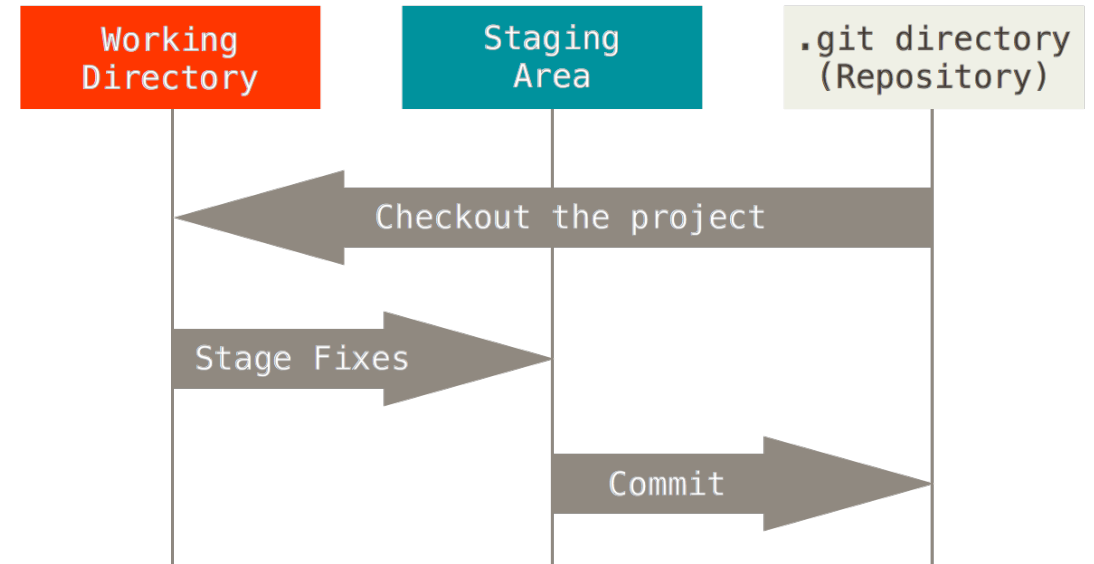 Working
Directory
Staging
Area
.git directory
(Repository)
Checkout the project
Stage Fixes
Commit